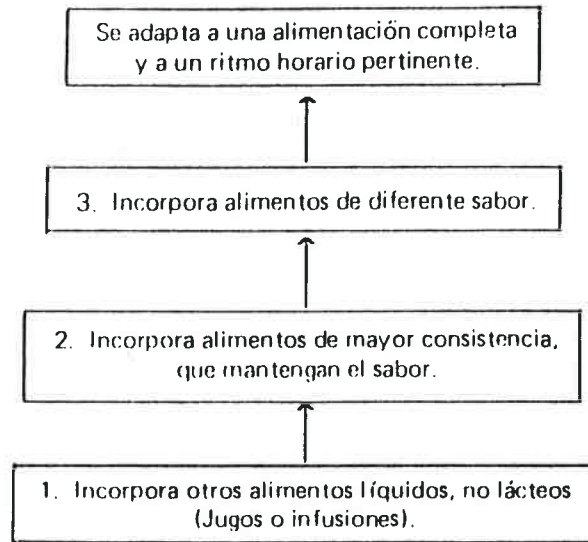 Se adapta a una alimentación completa
y a un ritmo horario pertinente.
3. Incorpora alimentos de diferente sabor.
2. Incorpora alimentos de mayor consistencia,
que mantengan el sabor.
1. Incorpora otros alimentos líquidos, no lácteos
(Jugos o infusiones).